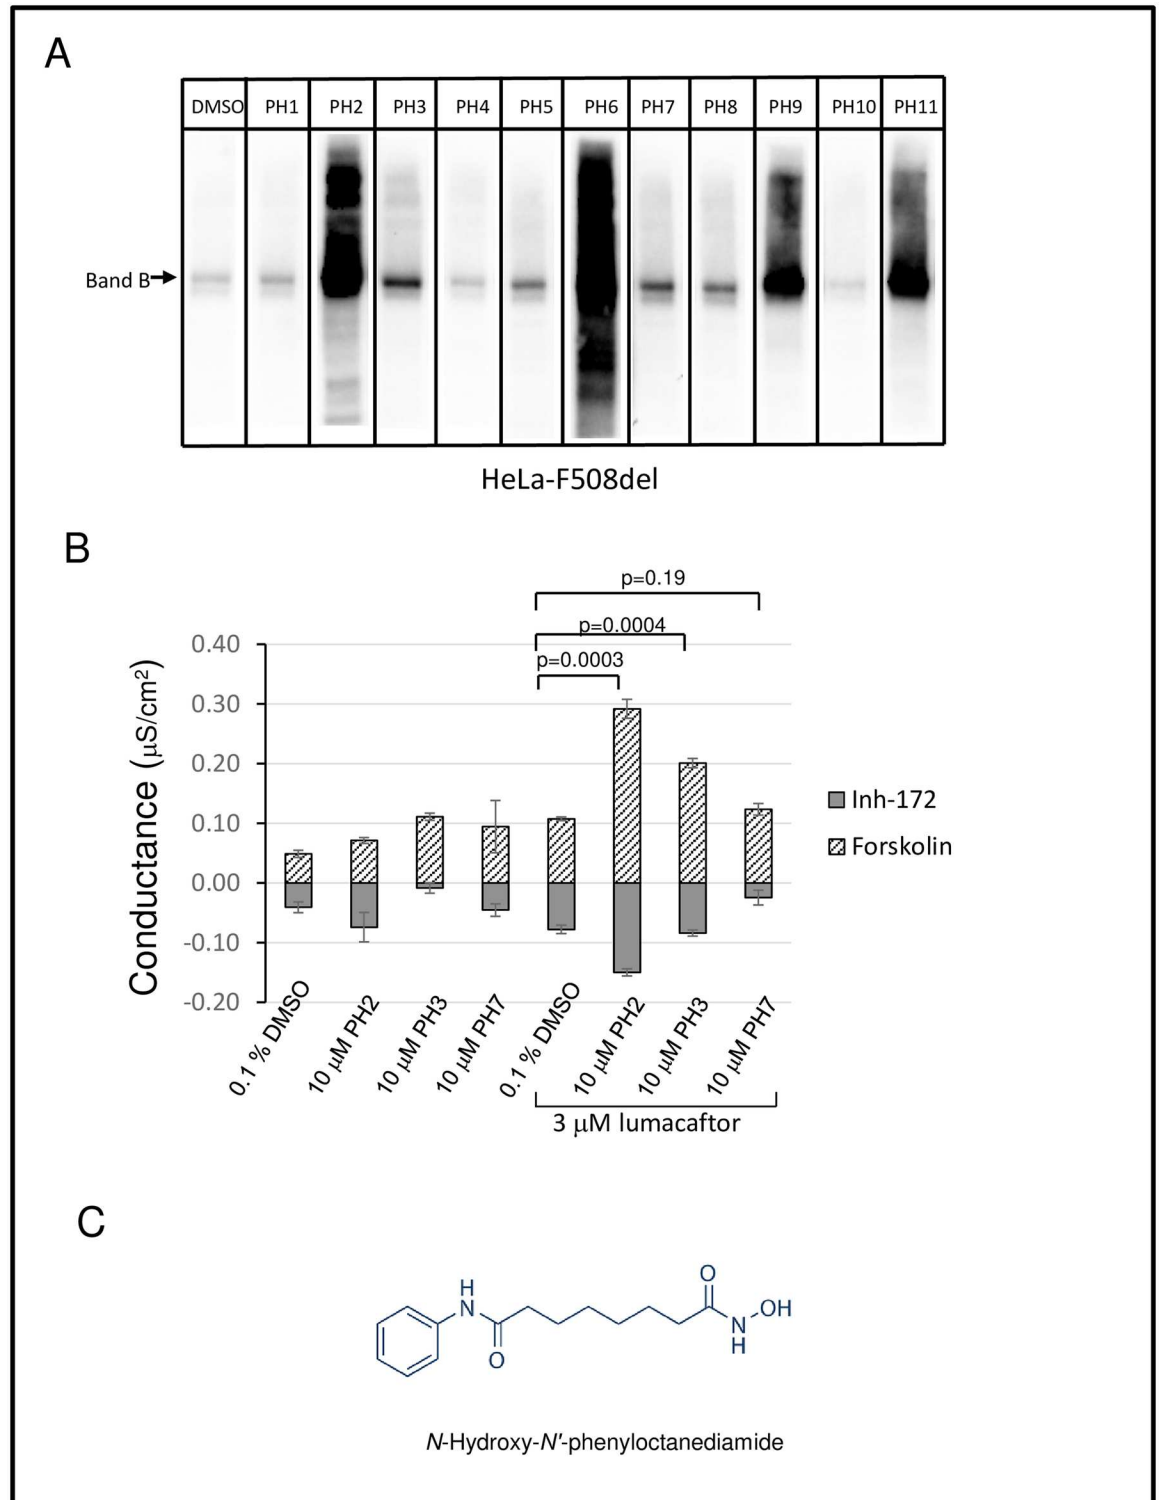 A
DMSO PH1 PH2 PH3 PH4 PH5 PH6 PH7 PH8 PH9 PH10 PH11
Band B
HeLa-F508del
B
p=0.19
p=0.0004
p=0.0003
Conductance (µS/cm²)
0.40
0.30
0.20
0.10
0.00
-0.10
-0.20
Inh-172
Forskolin
0.1 % DMSO
10 µM PH2
10 µM PH3
10 µM PH7
0.1 % DMSO
10 µM PH2
10 µM PH3
10 µM PH7
3 µM lumacaftor
C
H
N
O
O
N
H
OH
N-Hydroxy-N'-phenyloctanediamide